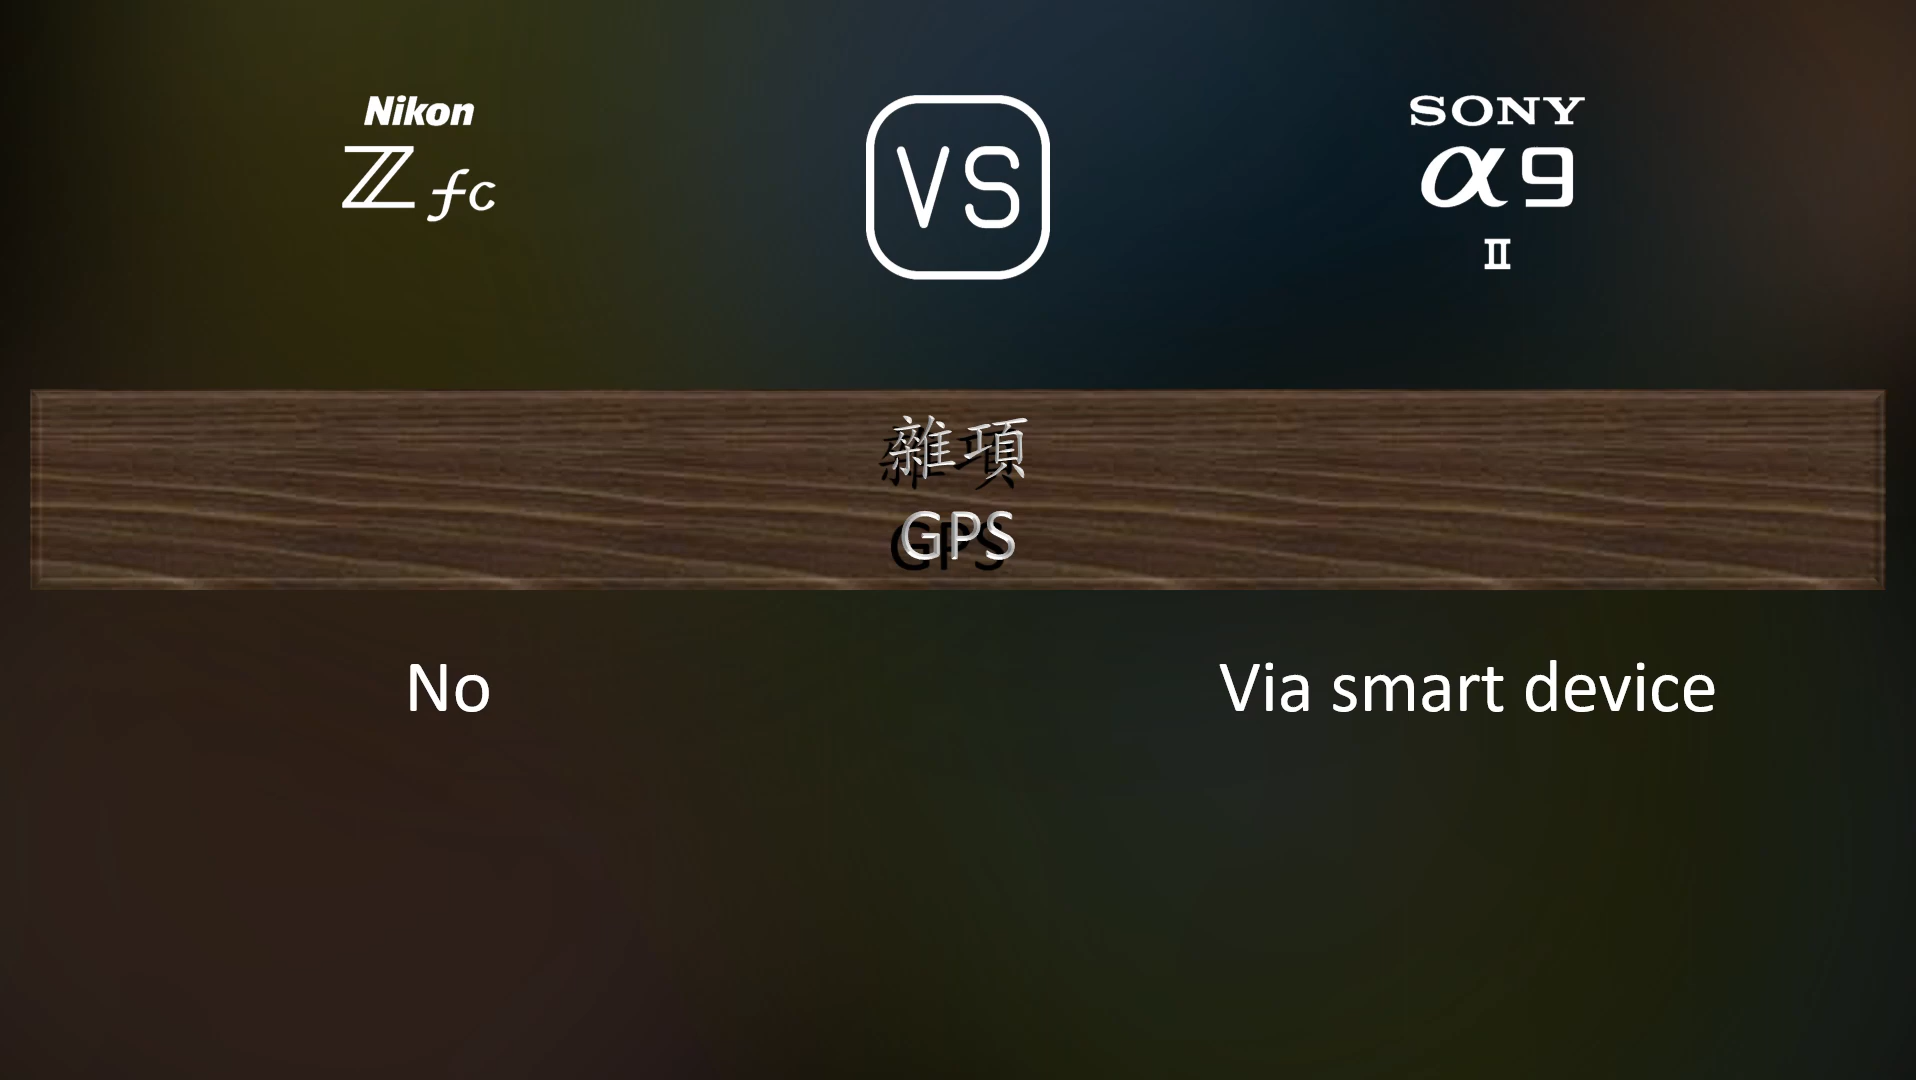 Nikon
Z fc
VS
SONY
α9
II
雜項
GPS
No
Via smart device